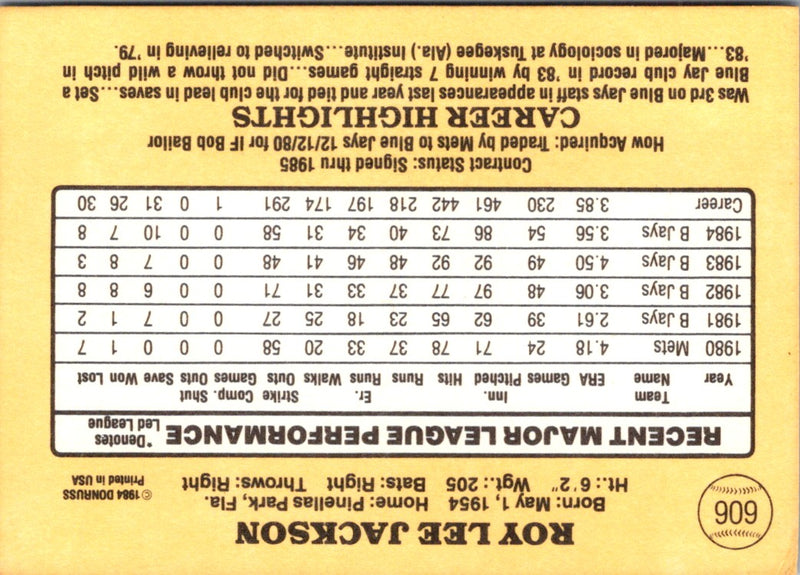 606
ROY LEE JACKSON
Born: May 1, 1954 Home: Pinellas Park, Fla.
Ht.: 6'2" Wgt.: 205 Bats: Right Throws: Right
©1984 DONRUSS
Printed in USA
RECENT MAJOR LEAGUE PERFORMANCE
*Denotes
Led League
Team Inn. Er. Strike Comp. Shut
Year Name ERA Games Pitched Hits Runs Runs Walks Outs Games Outs Save Won Lost
1980 Mets 4.18 24 71 78 37 33 20 58 0 0 0 1 7
1981 B Jays 2.61 39 62 65 23 18 25 27 0 0 7 1 2
1982 B Jays 3.06 48 97 77 37 33 31 71 0 0 6 8 8
1983 B Jays 4.50 49 92 92 48 46 41 48 0 0 7 8 3
1984 B Jays 3.56 54 86 73 40 34 31 58 0 0 10 7 8
Career 3.85 230 461 442 218 197 174 291 1 0 31 26 30
Contract Status: Signed thru 1985
How Acquired: Traded by Mets to Blue Jays 12/12/80 for IF Bob Bailor
CAREER HIGHLIGHTS
Was 3rd on Blue Jays staff in appearances last year and tied for the club lead in saves...Set a
Blue Jay club record in '83 by winning 7 straight games...Did not throw a wild pitch in
'83...Majored in sociology at Tuskegee (Ala.) Institute...Switched to relieving in '79.